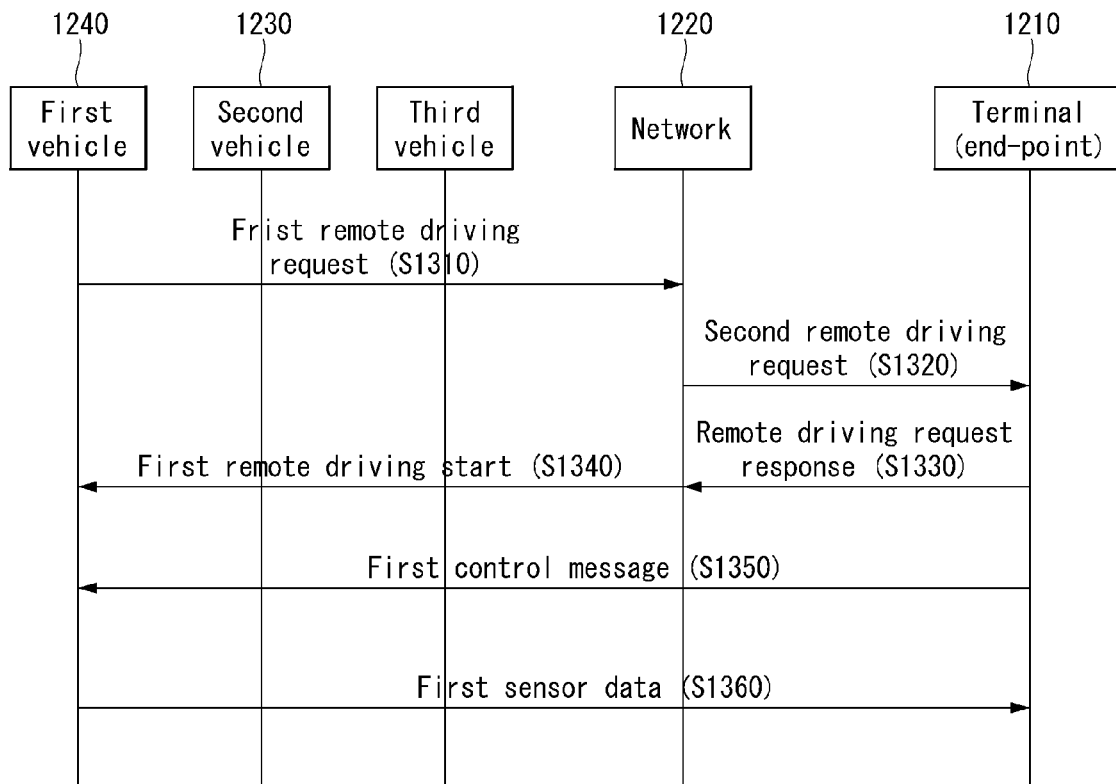 1240
1230
1220
1210
First
vehicle
Second
vehicle
Third
vehicle
Network
Terminal
(end-point)
Frist remote driving
request (S1310)
Second remote driving
request (S1320)
Remote driving request
response (S1330)
First remote driving start (S1340)
First control message (S1350)
First sensor data (S1360)